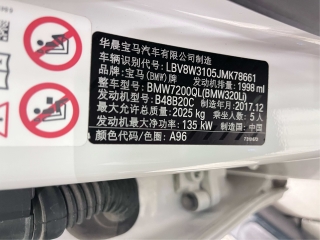 华晨宝马汽车有限公司制造
车辆识别代号: LBV8W3105JMK78661
品牌: 宝马(BMW)牌 发动机排量: 1998 ml
整车型号: BMW7200QL(BMW320Li)
发动机型号: B48B20C 制造年月: 2017.12
最大允许总质量: 2025 kg 乘坐人数: 5人
发动机最大净功率: 135 kW 制造国: 中国
颜色代码/色圈: A96